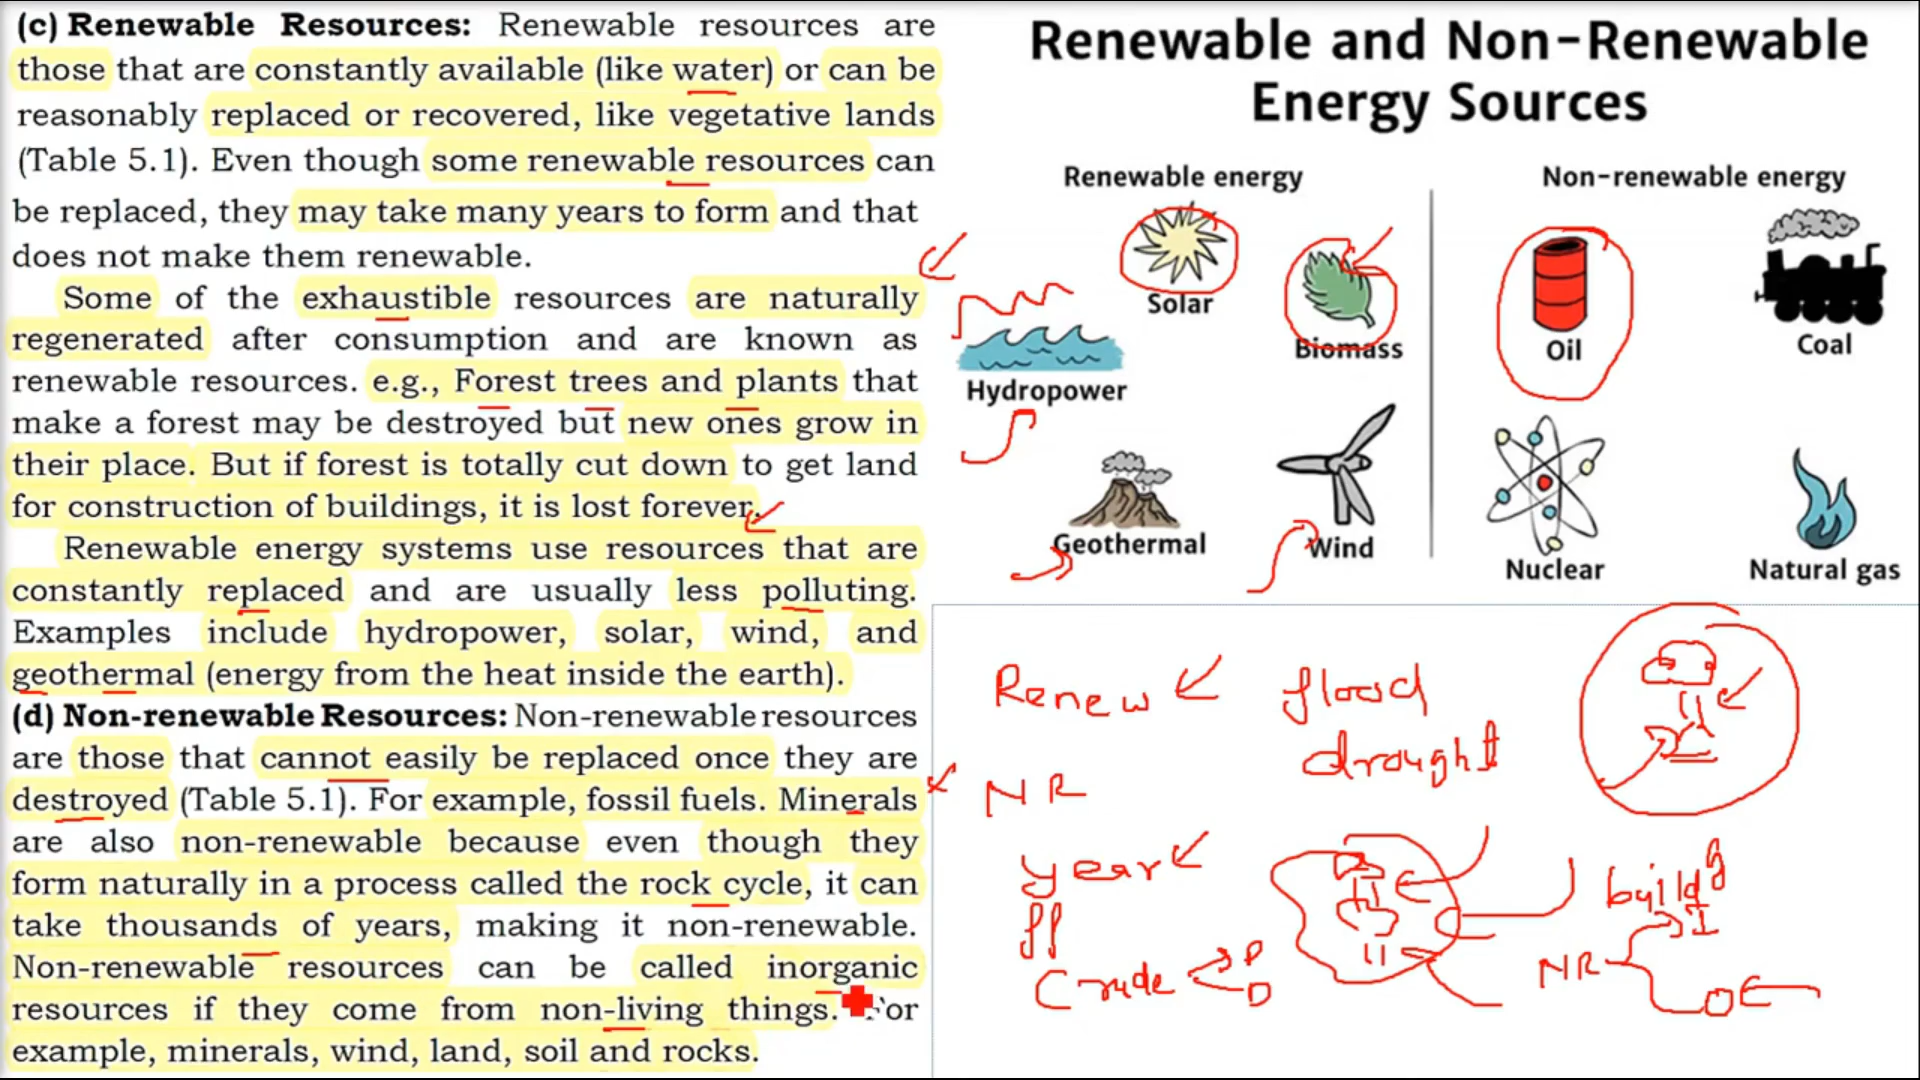 (c) Renewable Resources: Renewable resources are
those that are constantly available (like water) or can be
reasonably replaced or recovered, like vegetative lands
(Table 5.1). Even though some renewable resources can
be replaced, they may take many years to form and that
does not make them renewable.
Some of the exhaustible resources are naturally
regenerated after consumption and are known as
renewable resources. e.g., Forest trees and plants that
make a forest may be destroyed but new ones grow in
their place. But if forest is totally cut down to get land
for construction of buildings, it is lost forever.
Renewable energy systems use resources that are
constantly replaced and are usually less polluting.
Examples include hydropower, solar, wind, and
geothermal (energy from the heat inside the earth).
(d) Non-renewable Resources: Non-renewable resources
are those that cannot easily be replaced once they are
destroyed (Table 5.1). For example, fossil fuels. Minerals
are also non-renewable because even though they
form naturally in a process called the rock cycle, it can
take thousands of years, making it non-renewable.
Non-renewable resources can be called inorganic
resources if they come from non-living things. For
example, minerals, wind, land, soil and rocks.
Renewable and Non-Renewable
Energy Sources
Renewable energy
Non-renewable energy
Solar
Biomass
Hydropower
Geothermal
Wind
Oil
Coal
Nuclear
Natural gas
Renew flood
drought
NR
year
ff
Crude P
D
build g
NR I
O